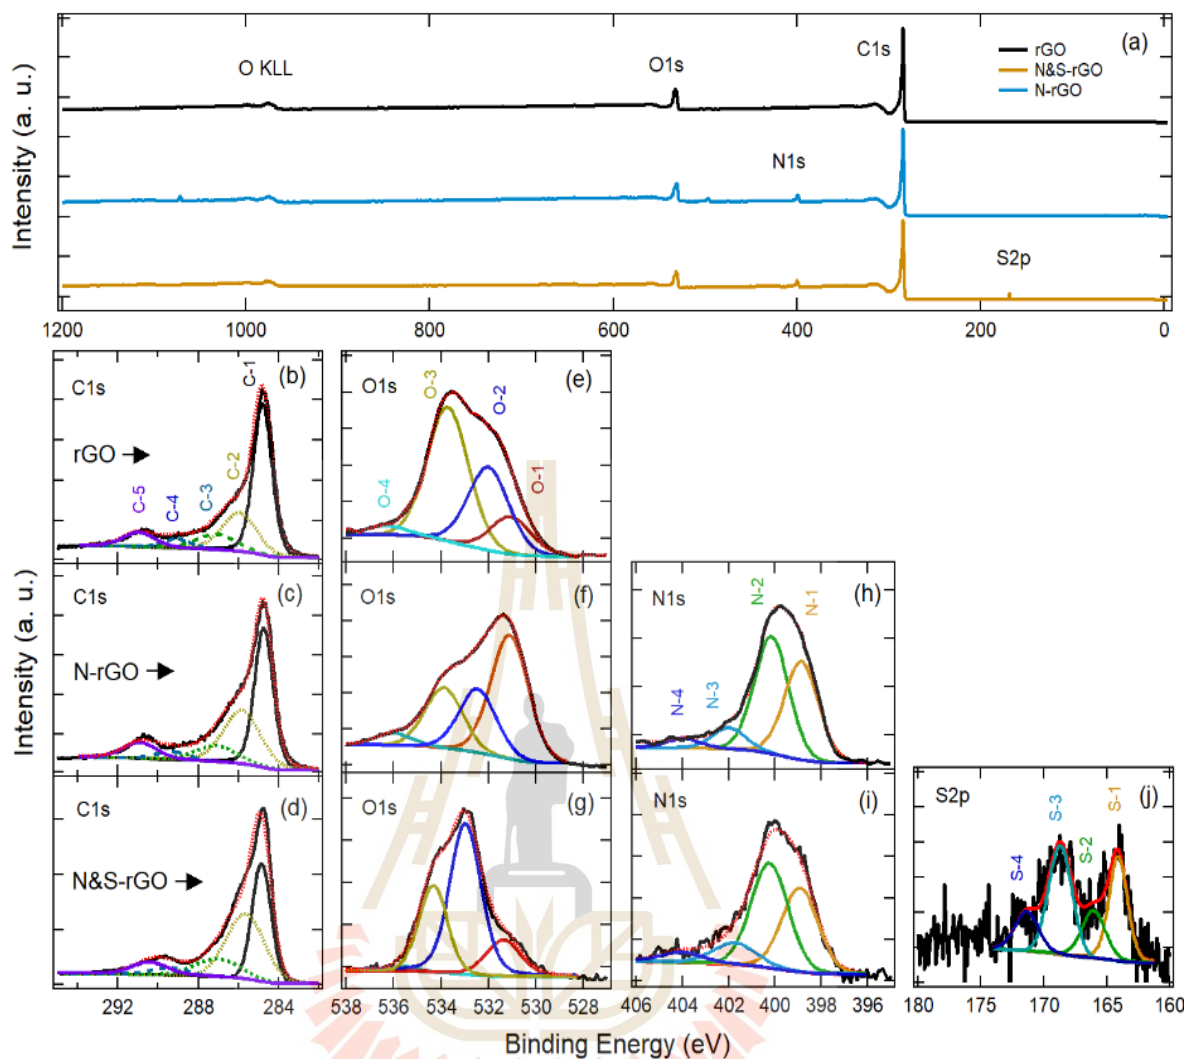 (a)
O KLL
O1s
C1s
N1s
S2p
rGO
N&S-rGO
N-rGO
Intensity (a. u.)
1200 1000 800 600 400 200 0
C1s
(b)
rGO
C-5
C-4
C-3
C-2
C-1
O1s
(e)
O-4
O-3
O-2
O-1
C1s
(c)
N-rGO
O1s
(f)
N1s
(h)
N-4
N-3
N-2
N-1
C1s
(d)
N&S-rGO
O1s
(g)
N1s
(i)
S2p
(j)
S-4
S-3
S-2
S-1
Intensity (a. u.)
292 288 284
538 536 534 532 530 528
406 404 402 400 398 396
180 175 170 165 160
Binding Energy (eV)